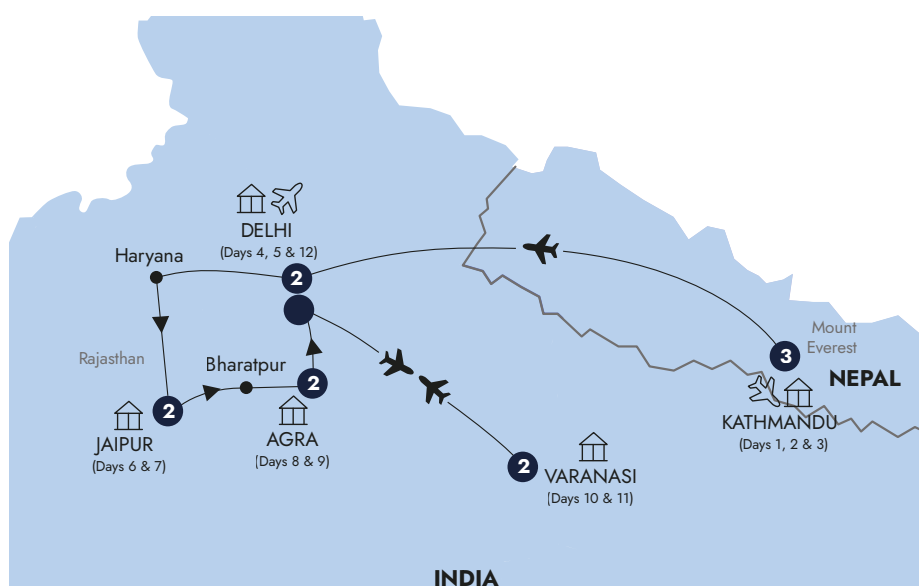 DELHI
(Days 4, 5 & 12)
Haryana
2
Mount
Everest
3
NEPAL
Rajasthan
Bharatpur
2
2
KATHMANDU
(Days 1, 2 & 3)
JAIPUR
(Days 6 & 7)
AGRA
(Days 8 & 9)
2
VARANASI
(Days 10 & 11)
INDIA